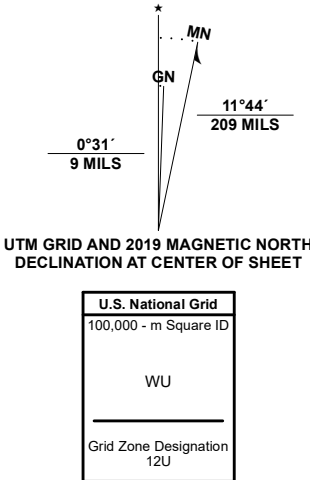 ★
MN
GN
11°44´
209 MILS
0°31´
9 MILS
UTM GRID AND 2019 MAGNETIC NORTH
DECLINATION AT CENTER OF SHEET
U.S. National Grid
100,000 - m Square ID
WU
Grid Zone Designation
12U